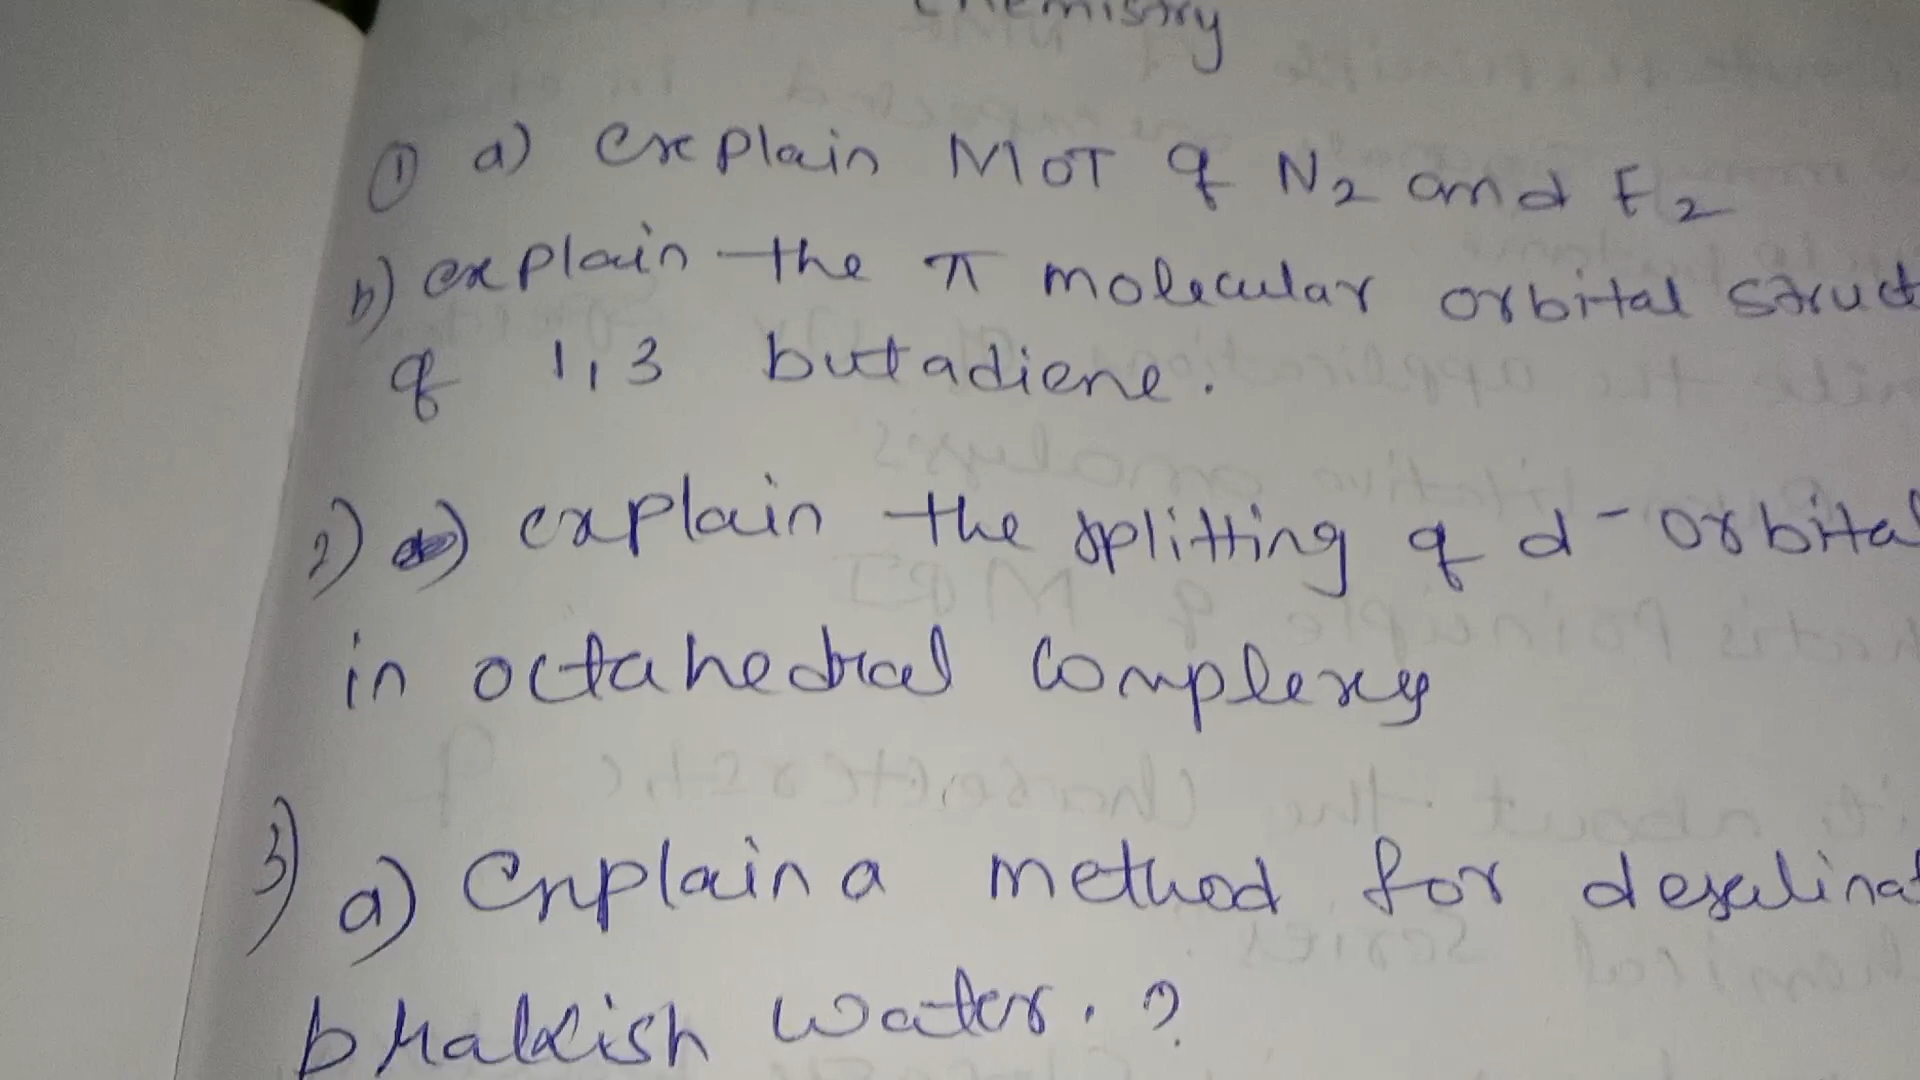 Chemistry
① a) explain MOT of N2 and F2
b) explain the π molecular orbital struct
of 1,3 butadiene.
2) explain the splitting of d-orbital
in octahedral complexes
3) a) Explain a method for desalinat
brakish water.?